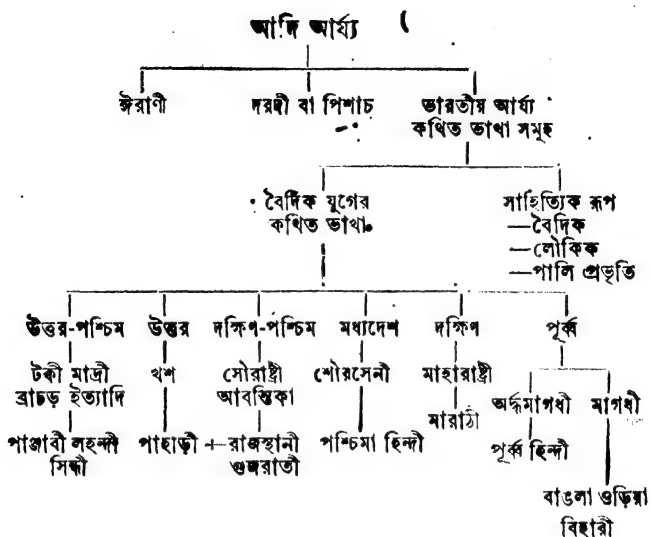 আদি আর্য্য
ঈরাণী দরদী বা পিশাচ ভারতীয় আর্য্য
কথিত ভাষা সমূহ
বৈদিক যুগের সাহিত্যিক রূপ
কথিত ভাষা —বৈদিক
—লৌকিক
—পালি প্রভৃতি
উত্তর-পশ্চিম উত্তর দক্ষিণ-পশ্চিম মধ্যদেশ দক্ষিণ পূর্ব্ব
টক্কী মাদ্রী খশ সৌরাষ্ট্রী শৌরসেনী মাহারাষ্ট্রী
ব্রাচড় ইত্যাদি আবন্তিকা মারাঠী অর্দ্ধমাগধী মাগধী
পাঞ্জাবী লহন্দী পাহাড়ী রাজস্থানী পশ্চিমা হিন্দী পূর্ব্ব হিন্দী
সিন্ধী গুজরাতী
বাঙলা ওড়িয়া
বিহারী